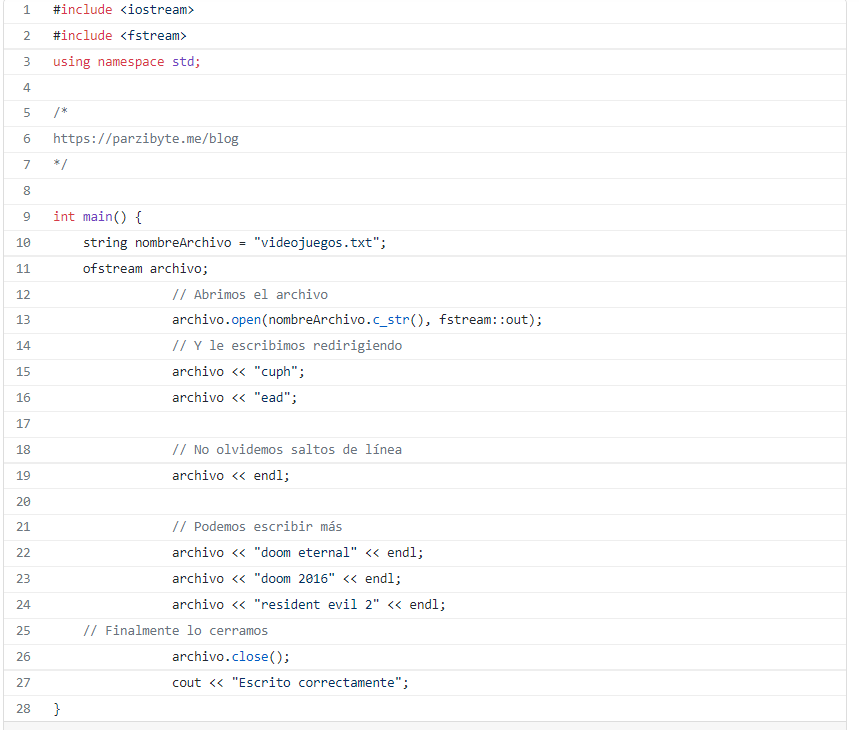 1 #include <iostream>
2 #include <fstream>
3 using namespace std;
4
5 /*
6 https://parzibyte.me/blog
7 */
8
9 int main() {
10 string nombreArchivo = "videojuegos.txt";
11 ofstream archivo;
12 // Abrimos el archivo
13 archivo.open(nombreArchivo.c_str(), fstream::out);
14 // Y le escribimos redirigiendo
15 archivo << "cuph";
16 archivo << "ead";
17
18 // No olvidemos saltos de línea
19 archivo << endl;
20
21 // Podemos escribir más
22 archivo << "doom eternal" << endl;
23 archivo << "doom 2016" << endl;
24 archivo << "resident evil 2" << endl;
25 // Finalmente lo cerramos
26 archivo.close();
27 cout << "Escrito correctamente";
28 }